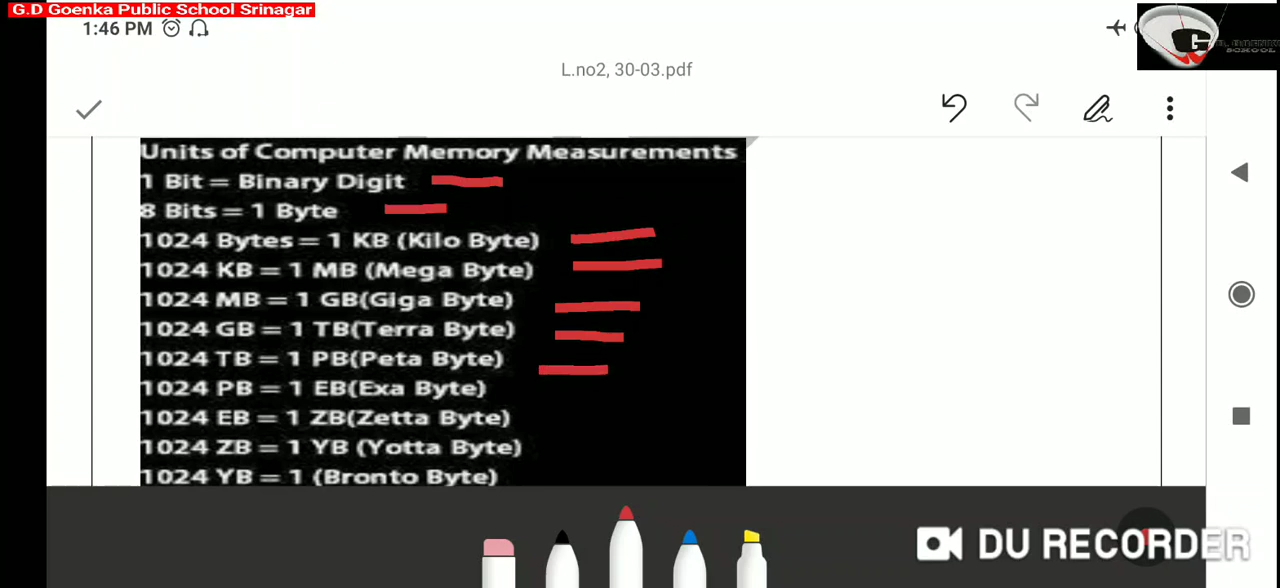 G.D Goenka Public School Srinagar
1:46 PM
L.no2, 30-03.pdf
Units of Computer Memory Measurements
1 Bit = Binary Digit
8 Bits = 1 Byte
1024 Bytes = 1 KB (Kilo Byte)
1024 KB = 1 MB (Mega Byte)
1024 MB = 1 GB(Giga Byte)
1024 GB = 1 TB(Terra Byte)
1024 TB = 1 PB(Peta Byte)
1024 PB = 1 EB(Exa Byte)
1024 EB = 1 ZB(Zetta Byte)
1024 ZB = 1 YB (Yotta Byte)
1024 YB = 1 (Bronto Byte)
DU RECORDER